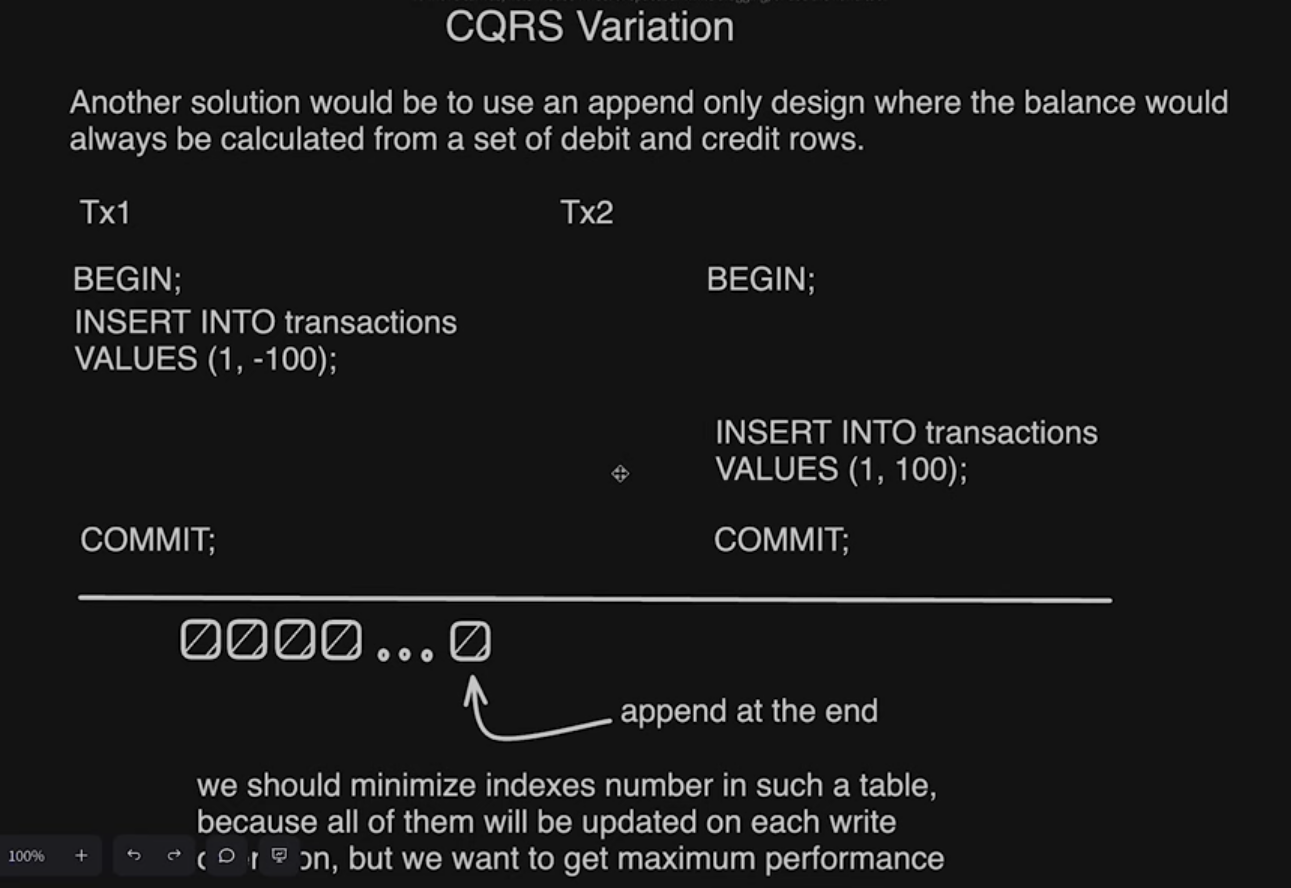 CQRS Variation
Another solution would be to use an append only design where the balance would
always be calculated from a set of debit and credit rows.
Tx1
Tx2
BEGIN;
BEGIN;
INSERT INTO transactions
VALUES (1, -100);
INSERT INTO transactions
VALUES (1, 100);
COMMIT;
COMMIT;
append at the end
we should minimize indexes number in such a table,
because all of them will be updated on each write
but we want to get maximum performance
100%